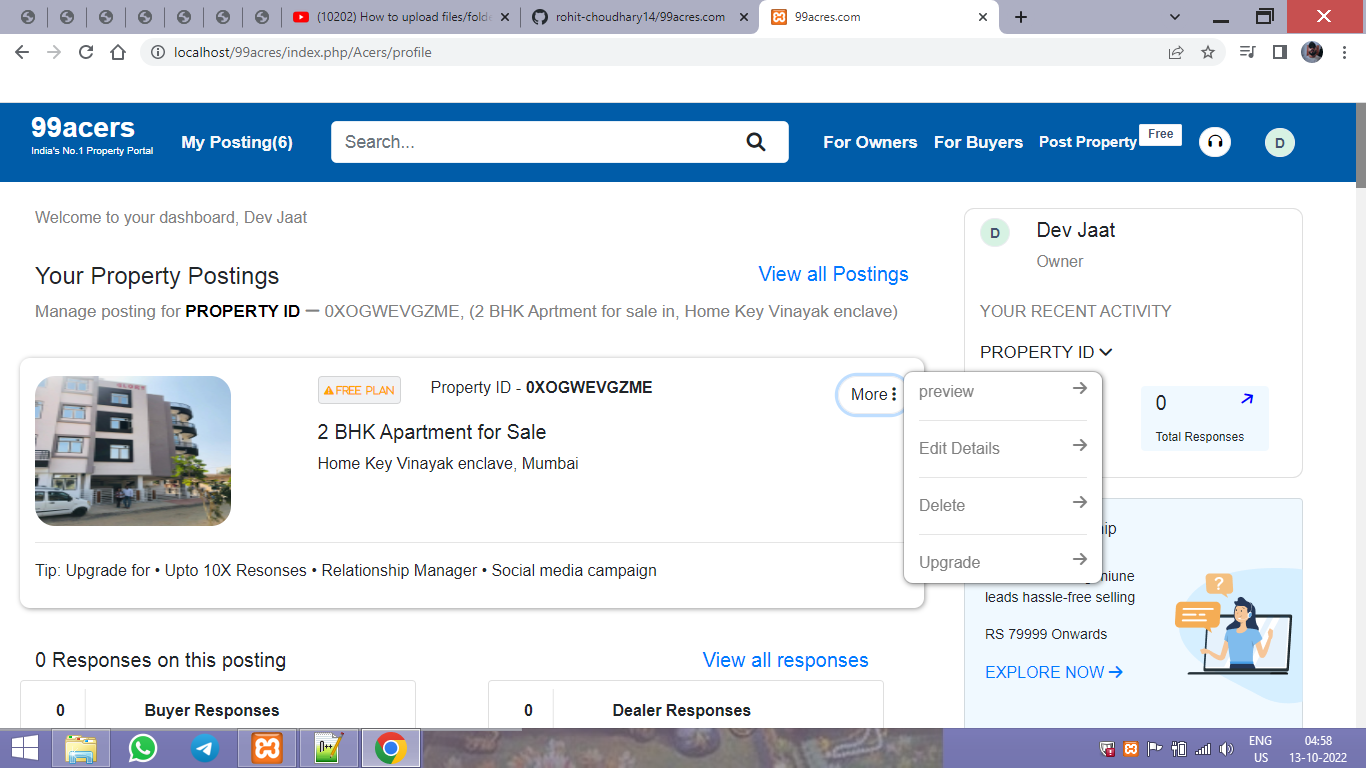 (10202) How to upload files/folde
rohit-choudhary14/99acres.com
99acres.com
localhost/99acres/index.php/Acers/profile
99acers
India's No.1 Property Portal
My Posting(6)
Search...
For Owners
For Buyers
Post Property
Free
D
Welcome to your dashboard, Dev Jaat
Your Property Postings
View all Postings
Manage posting for PROPERTY ID — 0XOGWEVGZME, (2 BHK Aprtment for sale in, Home Key Vinayak enclave)
FREE PLAN
Property ID - 0XOGWEVGZME
More
2 BHK Apartment for Sale
Home Key Vinayak enclave, Mumbai
Tip: Upgrade for • Upto 10X Resonses • Relationship Manager • Social media campaign
preview
Edit Details
Delete
Upgrade
D
Dev Jaat
Owner
YOUR RECENT ACTIVITY
PROPERTY ID
0
Total Responses
ip
niune
leads hassle-free selling
RS 79999 Onwards
EXPLORE NOW
?
0 Responses on this posting
View all responses
0
Buyer Responses
0
Dealer Responses
ENG
US
04:58
13-10-2022